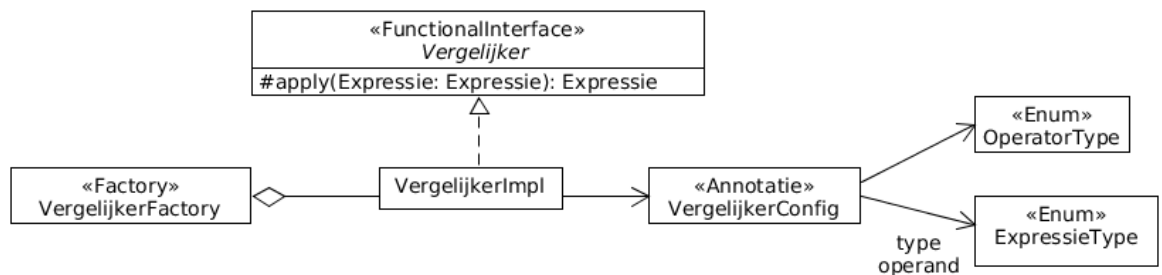 «FunctionalInterface»
Vergelijker
#apply(Expressie: Expressie): Expressie
«Enum»
OperatorType
«Factory»
VergelijkerFactory
VergelijkerImpl
«Annotatie»
VergelijkerConfig
«Enum»
ExpressieType
type
operand